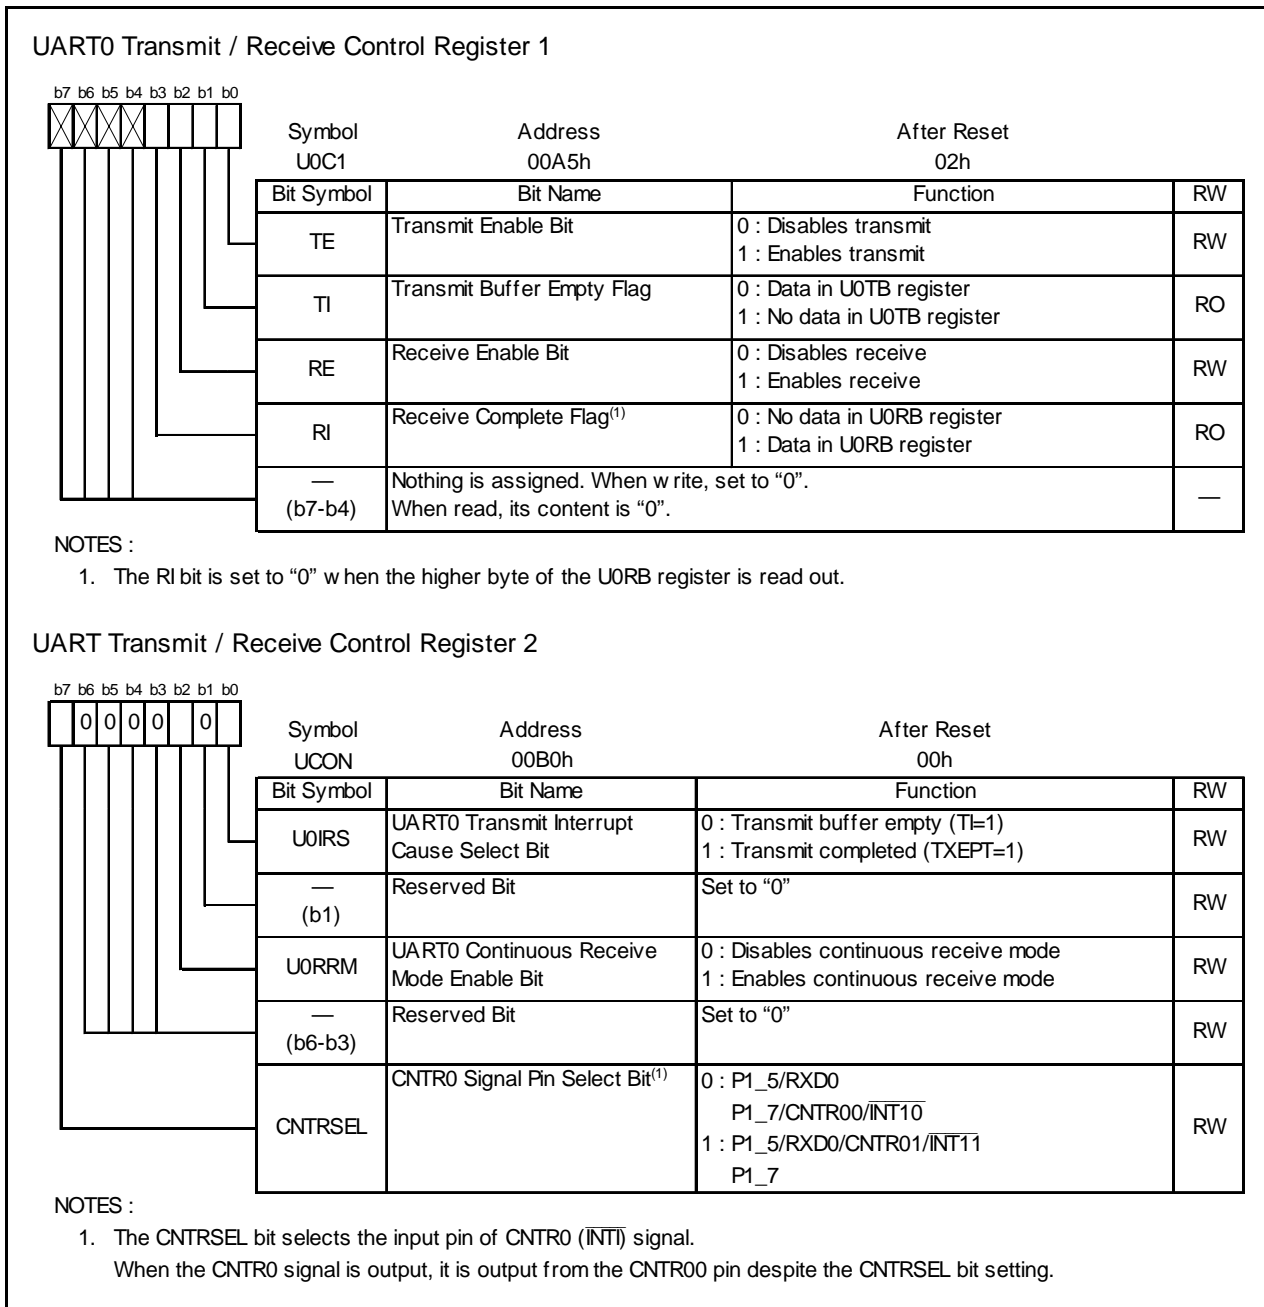 UART0 Transmit / Receive Control Register 1
b7 b6 b5 b4 b3 b2 b1 b0
Symbol Address After Reset
U0C1 00A5h 02h
Bit Symbol Bit Name Function RW
TE Transmit Enable Bit 0 : Disables transmit RW
1 : Enables transmit
TI Transmit Buffer Empty Flag 0 : Data in U0TB register RO
1 : No data in U0TB register
RE Receive Enable Bit 0 : Disables receive RW
1 : Enables receive
RI Receive Complete Flag(1) 0 : No data in U0RB register RO
1 : Data in U0RB register
— Nothing is assigned. When write, set to “0”. —
(b7-b4) When read, its content is “0”.
NOTES :
1. The RI bit is set to “0” when the higher byte of the U0RB register is read out.
UART Transmit / Receive Control Register 2
b7 b6 b5 b4 b3 b2 b1 b0
0 0 0 0 0
Symbol Address After Reset
UCON 00B0h 00h
Bit Symbol Bit Name Function RW
U0IRS UART0 Transmit Interrupt 0 : Transmit buffer empty (TI=1) RW
Cause Select Bit 1 : Transmit completed (TXEPT=1)
— Reserved Bit Set to “0” RW
(b1)
U0RRM UART0 Continuous Receive 0 : Disables continuous receive mode RW
Mode Enable Bit 1 : Enables continuous receive mode
— Reserved Bit Set to “0” RW
(b6-b3)
CNTRSEL CNTR0 Signal Pin Select Bit(1) 0 : P1_5/RXD0 RW
P1_7/CNTR00/INT10
1 : P1_5/RXD0/CNTR01/INT11
P1_7
NOTES :
1. The CNTRSEL bit selects the input pin of CNTR0 (INTI) signal.
When the CNTR0 signal is output, it is output from the CNTR00 pin despite the CNTRSEL bit setting.